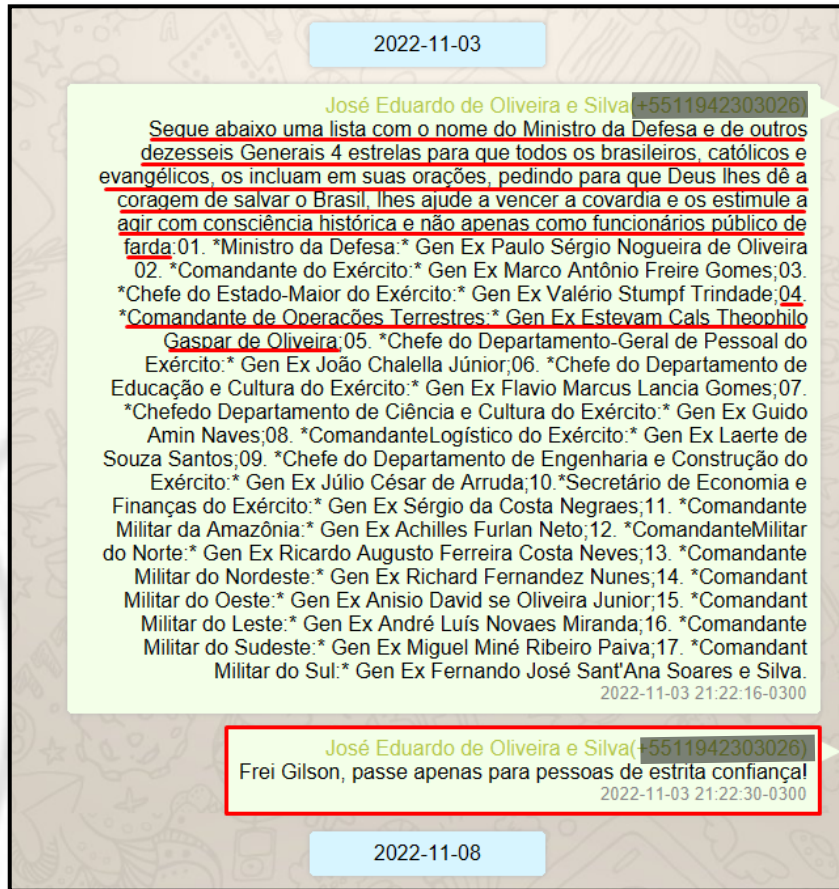 2022-11-03
José Eduardo de Oliveira e Silva(
Segue abaixo uma lista com o nome do Ministro da Defesa e de outros
dezesseis Generais 4 estrelas para que todos os brasileiros, católicos e
evangélicos, os incluam em suas orações, pedindo para que Deus lhes dê a
coragem de salvar o Brasil, lhes ajude a vencer a covardia e os estimule a
agir com consciência histórica e não apenas como funcionários público de
farda:01. *Ministro da Defesa:* Gen Ex Paulo Sérgio Nogueira de Oliveira
02. *Comandante do Exército:* Gen Ex Marco Antônio Freire Gomes;03.
*Chefe do Estado-Maior do Exército:* Gen Ex Valério Stumpf Trindade;04.
*Comandante de Operações Terrestres:* Gen Ex Estevam Cals Theophilo
Gaspar de Oliveira;05. *Chefe do Departamento-Geral de Pessoal do
Exército:* Gen Ex João Chalella Júnior;06. *Chefe do Departamento de
Educação e Cultura do Exército:* Gen Ex Flavio Marcus Lancia Gomes;07.
*Chefedo Departamento de Ciência e Cultura do Exército:* Gen Ex Guido
Amin Naves;08. *ComandanteLogístico do Exército:* Gen Ex Laerte de
Souza Santos;09. *Chefe do Departamento de Engenharia e Construção do
Exército:* Gen Ex Júlio César de Arruda;10.*Secretário de Economia e
Finanças do Exército:* Gen Ex Sérgio da Costa Negraes;11. *Comandante
Militar da Amazônia:* Gen Ex Achilles Furlan Neto;12. *ComandanteMilitar
do Norte:* Gen Ex Ricardo Augusto Ferreira Costa Neves;13. *Comandante
Militar do Nordeste:* Gen Ex Richard Fernandez Nunes;14. *Comandant
Militar do Oeste:* Gen Ex Anisio David se Oliveira Junior;15. *Comandant
Militar do Leste:* Gen Ex André Luís Novaes Miranda;16. *Comandante
Militar do Sudeste:* Gen Ex Miguel Miné Ribeiro Paiva;17. *Comandant
Militar do Sul:* Gen Ex Fernando José Sant'Ana Soares e Silva.
2022-11-03 21:22:16-0300
José Eduardo de Oliveira e Silva(
Frei Gilson, passe apenas para pessoas de estrita confiança!
2022-11-03 21:22:30-0300
2022-11-08